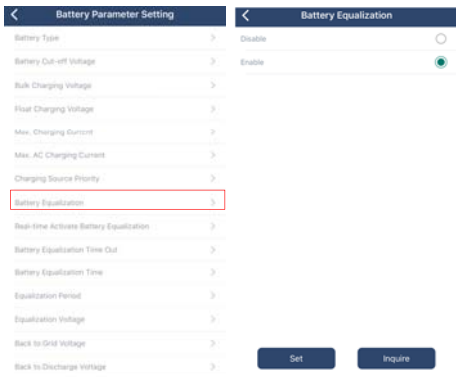 Battery Parameter Setting
Battery Type
Battery Cut-off Voltage
Bulk Charging Voltage
Float Charging Voltage
Max. Charging Current
Max. AC Charging Current
Charging Source Priority
Battery Equalization
Real-time Activate Battery Equalization
Battery Equalization Time Out
Battery Equalization Time
Equalization Period
Equalization Voltage
Back to Grid Voltage
Back to Discharge Voltage
Battery Equalization
Disable
Enable
Set
Inquire